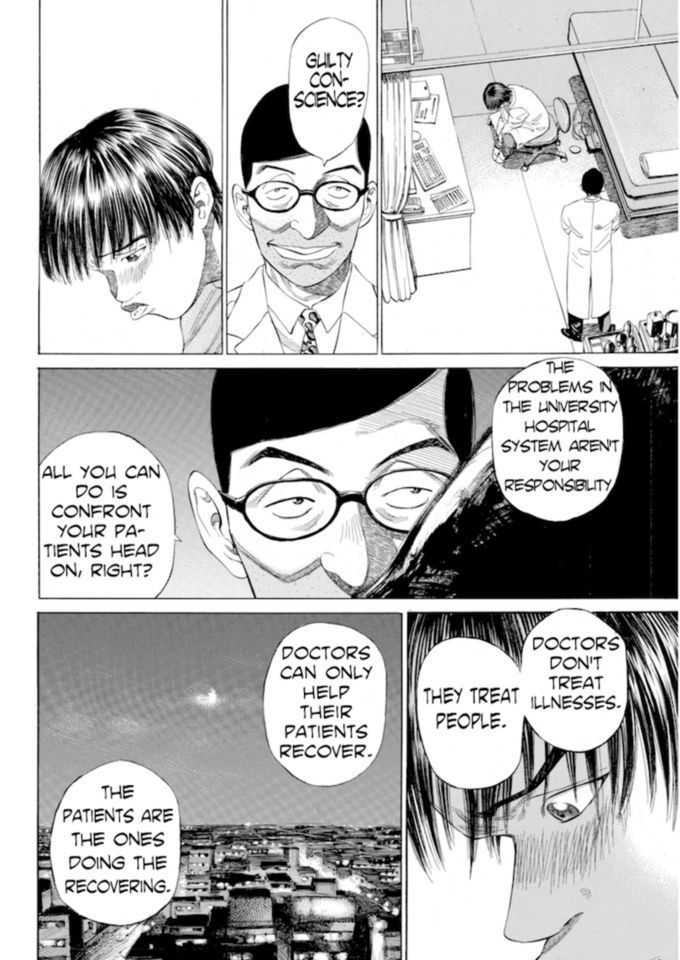 GUILTY
CON-
SCIENCE?
THE
PROBLEMS IN
THE UNIVERSITY
HOSPITAL
SYSTEM AREN'T
YOUR
RESPONSIBILITY
ALL YOU CAN
DO IS
CONFRONT
YOUR PA-
TIENTS HEAD
ON, RIGHT?
DOCTORS
DON'T
TREAT
ILLNESSES.
THEY TREAT
PEOPLE.
DOCTORS
CAN ONLY
HELP
THEIR
PATIENTS
RECOVER.
THE
PATIENTS ARE
THE ONES
DOING THE
RECOVERING.